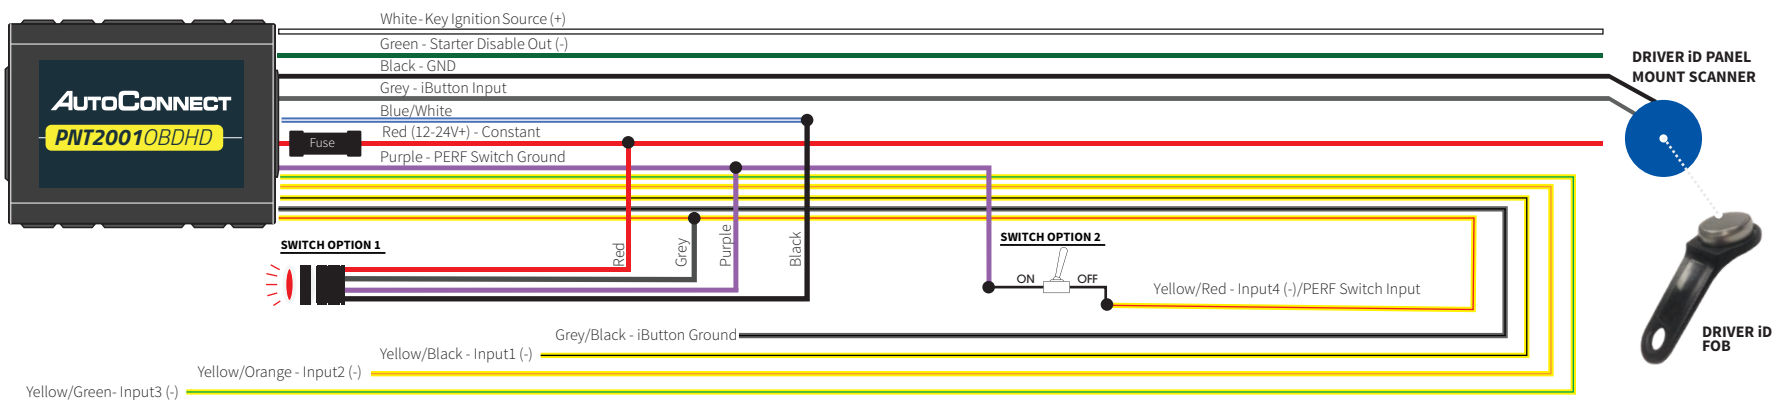 White-Key Ignition Source (+)
Green - Starter Disable Out (-)
Black - GND
Grey - iButton Input
Blue/White
Red (12-24V+) - Constant
Purple - PERF Switch Ground
AUTOCONNECT
PNT2001OBDHD
Fuse
DRIVER iD PANEL
MOUNT SCANNER
SWITCH OPTION 1
Red
Grey
Purple
Black
SWITCH OPTION 2
ON
OFF
Yellow/Red - Input4 (-)/PERF Switch Input
Grey/Black - iButton Ground
Yellow/Black - Input1 (-)
Yellow/Orange - Input2 (-)
Yellow/Green- Input3 (-)
DRIVER iD
FOB